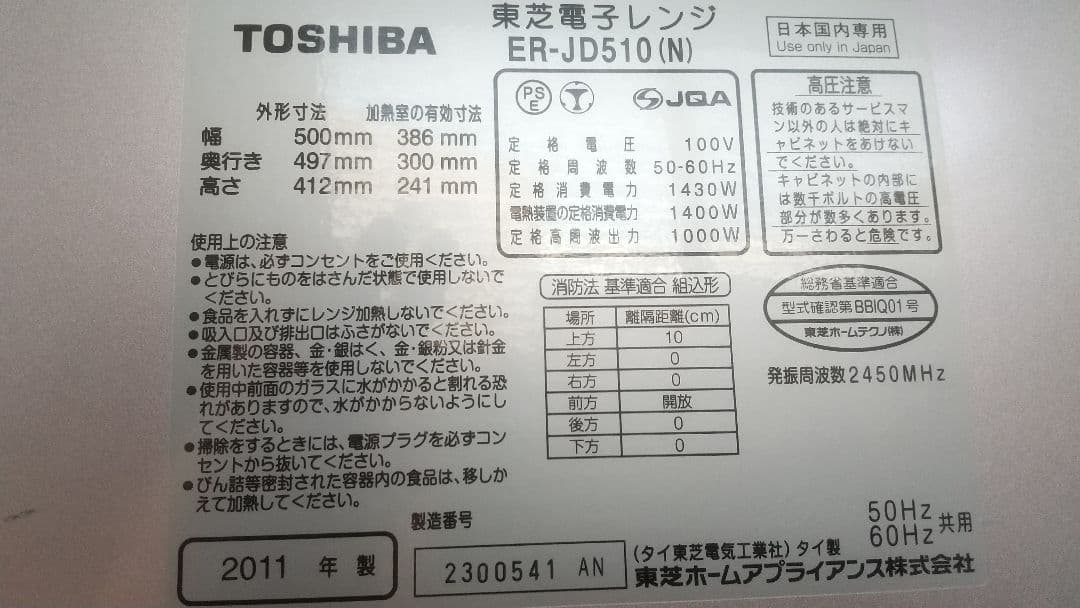 TOSHIBA
東芝電子レンジ
ER-JD510(N)
日本国内専用
Use only in Japan
外形寸法 加熱室の有効寸法
幅 500mm 386 mm
奥行き 497mm 300 mm
高さ 412mm 241 mm
PS
E
JQA
定格電圧 100V
定格周波数 50-60Hz
定格消費電力 1430W
電熱装置の定格消費電力 1400W
定格高周波出力 1000W
高圧注意
技術のあるサービスマ
ン以外の人は絶対にキ
ャビネットをあけない
でください。
キャビネットの内部に
は数千ボルトの高電圧
部分が数多くあります。
万一さわると危険です。
使用上の注意
●電源は、必ずコンセントをご使用ください。
●とびらにものをはさんだ状態で使用しないで
ください。
●食品を入れずにレンジ加熱しないでください。
●吸入口及び排出口はふさがないでください。
●金属製の容器、金・銀はく、金・銀粉又は針金
を用いた容器等を使用しないでください。
●使用中前面のガラスに水がかかると割れる恐
れがありますので、水がかからないようにし
てください。
●掃除をするときには、電源プラグを必ずコン
セントから抜いてください。
●びん詰等密封された容器内の食品は、移しか
えて加熱してください。
消防法 基準適合 組込形
場所 離隔距離(cm)
上方 10
左方 0
右方 0
前方 開放
後方 0
下方 0
総務省基準適合
型式確認第BBIQ01号
東芝ホームテクノ(株)
発振周波数2450MHz
製造番号
2011 年 製
2300541 AN
50Hz
60Hz 共用
(タイ東芝電気工業社) タイ製
東芝ホームアプライアンス株式会社